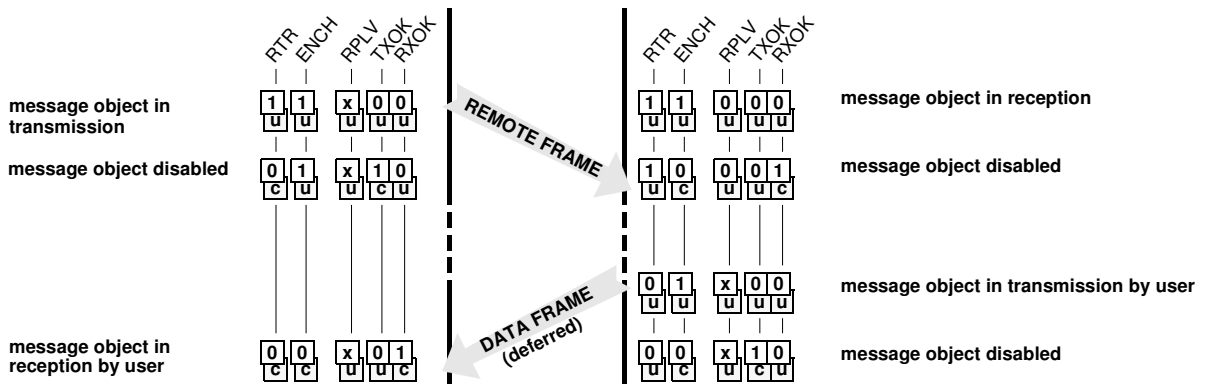 RTR ENCH RPLV TXOK RXOK
RTR ENCH RPLV TXOK RXOK
message object in
transmission
1 1 x 0 0
u u u u u
REMOTE FRAME
1 1 0 0 0
u u u u u
message object in reception
message object disabled
0 1 x 1 0
c u u c u
1 0 0 0 1
u c u u c
message object disabled
0 1 x 0 0
u u u u u
message object in transmission by user
DATA FRAME
(deferred)
message object in
reception by user
0 0 x 0 1
c c u u c
0 0 x 1 0
u c u c u
message object disabled